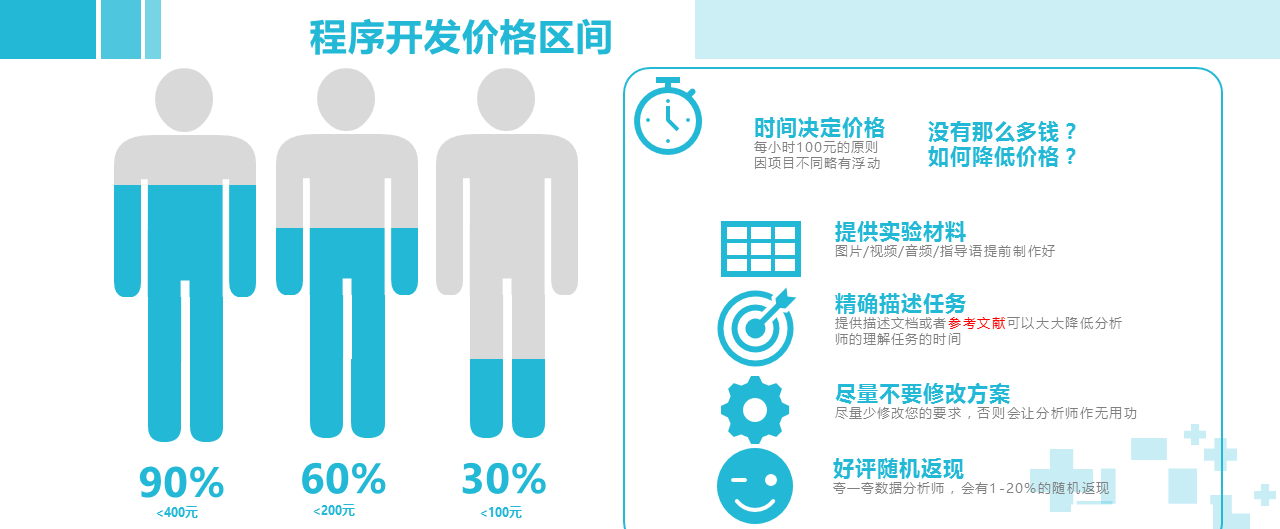 程序开发价格区间
90%
<400元
60%
<200元
30%
<100元
时间决定价格
每小时100元的原则
因项目不同略有浮动
没有那么多钱？
如何降低价格？
提供实验材料
图片/视频/音频/指导语提前制作好
精确描述任务
提供描述文档或者参考文献可以大大降低分析
师的理解任务的时间
尽量不要修改方案
尽量少修改您的要求，否则会让分析师作无用功
好评随机返现
夸一夸数据分析师，会有1-20%的随机返现